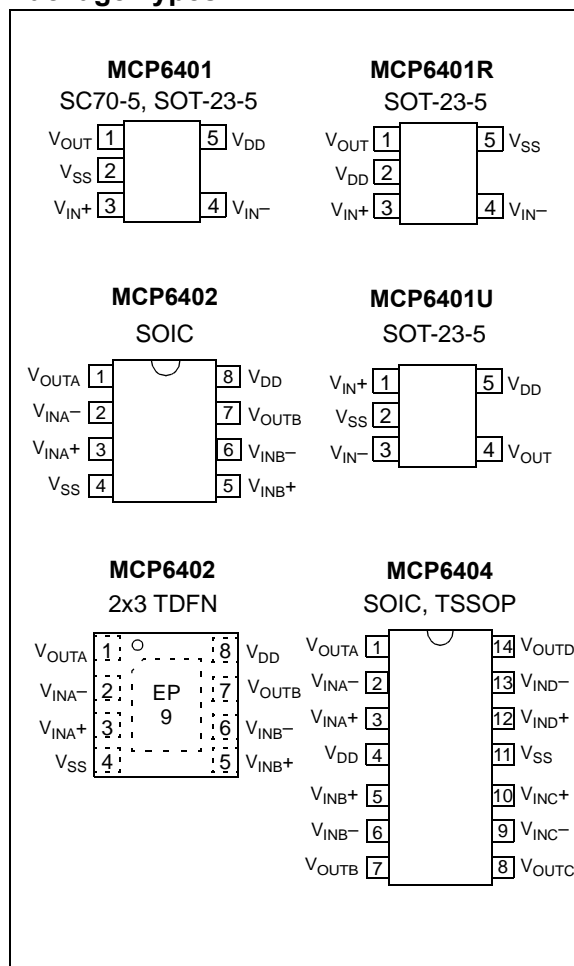 MCP6401
SC70-5, SOT-23-5
VOUT 1
5 VDD
VSS 2
VIN+ 3
4 VIN–
MCP6401R
SOT-23-5
VOUT 1
5 VSS
VDD 2
VIN+ 3
4 VIN–
MCP6402
SOIC
VOUTA 1
8 VDD
VINA– 2
7 VOUTB
VINA+ 3
6 VINB–
VSS 4
5 VINB+
MCP6401U
SOT-23-5
VIN+ 1
5 VDD
VSS 2
VIN– 3
4 VOUT
MCP6402
2x3 TDFN
VOUTA 1
8 VDD
VINA– 2
EP
9
7 VOUTB
VINA+ 3
6 VINB–
VSS 4
5 VINB+
MCP6404
SOIC, TSSOP
VOUTA 1
14 VOUTD
VINA– 2
13 VIND–
VINA+ 3
12 VIND+
VDD 4
11 VSS
VINB+ 5
10 VINC+
VINB– 6
9 VINC–
VOUTB 7
8 VOUTC